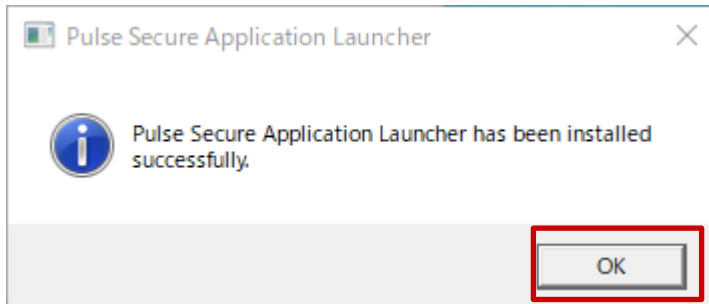 Pulse Secure Application Launcher
Pulse Secure Application Launcher has been installed
successfully.
OK